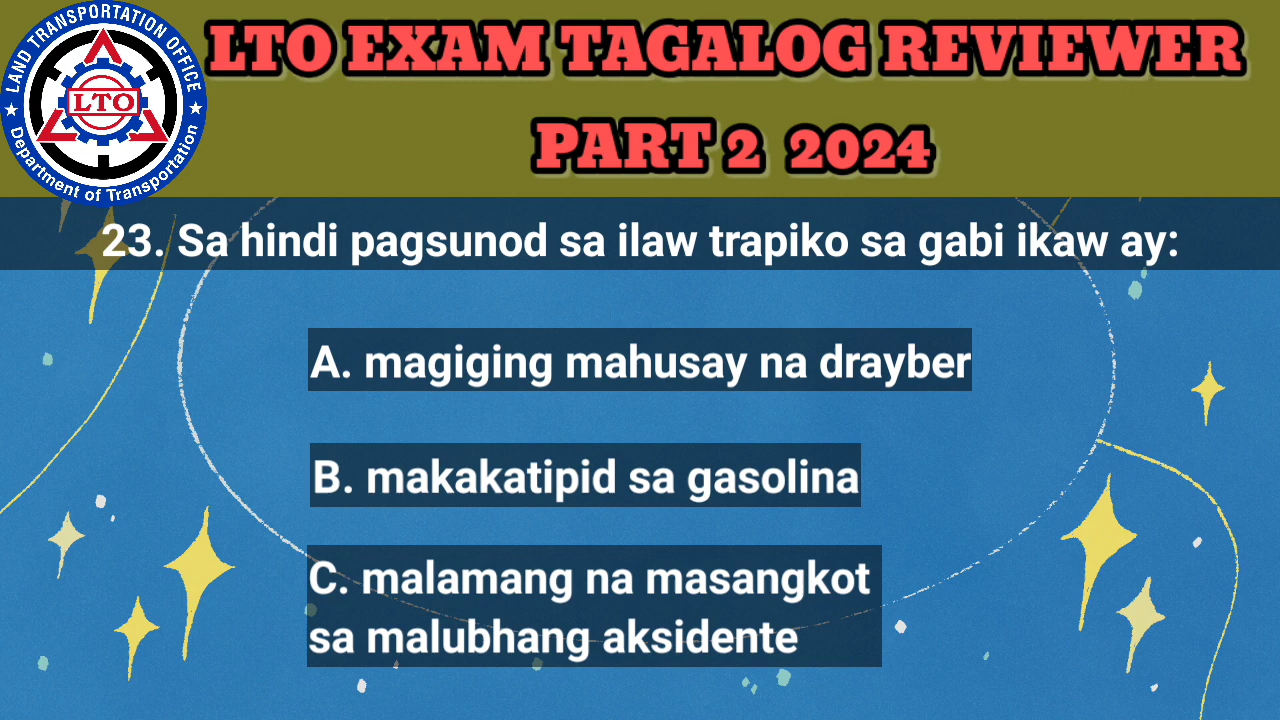 LAND TRANSPORTATION OFFICE
LTO
Department of Transportation
LTO EXAM TAGALOG REVIEWER
PART 2 2024
23. Sa hindi pagsunod sa ilaw trapiko sa gabi ikaw ay:
A. magiging mahusay na drayber
B. makakatipid sa gasolina
C. malamang na masangkot
sa malubhang aksidente